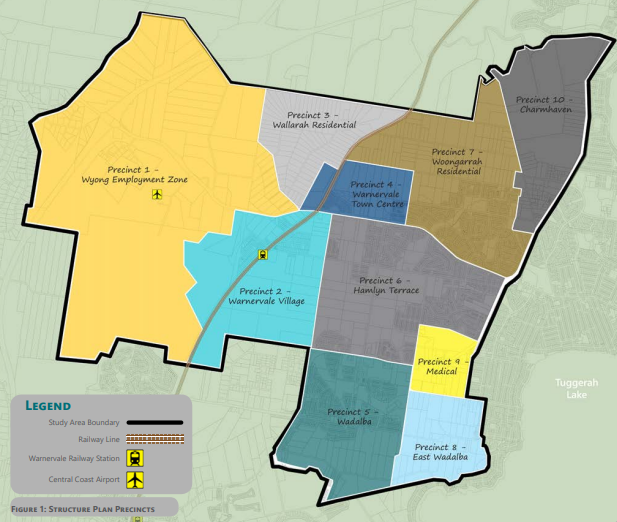 Precinct 10 -
Charmhaven
Precinct 3 -
Wallarah Residential
Precinct 7 -
Woongarrah
Residential
Precinct 1 -
Wyong Employment Zone
Precinct 4 -
Warnervale
Town Centre
Precinct 6 -
Hamlyn Terrace
Precinct 2 -
Warnervale Village
Precinct 9 -
Medical
Tuggerah
Lake
Precinct 5 -
Wadalba
Precinct 8 -
East Wadalba
LEGEND
Study Area Boundary
Railway Line
Warnervale Railway Station
Central Coast Airport
FIGURE 1: STRUCTURE PLAN PRECINCTS